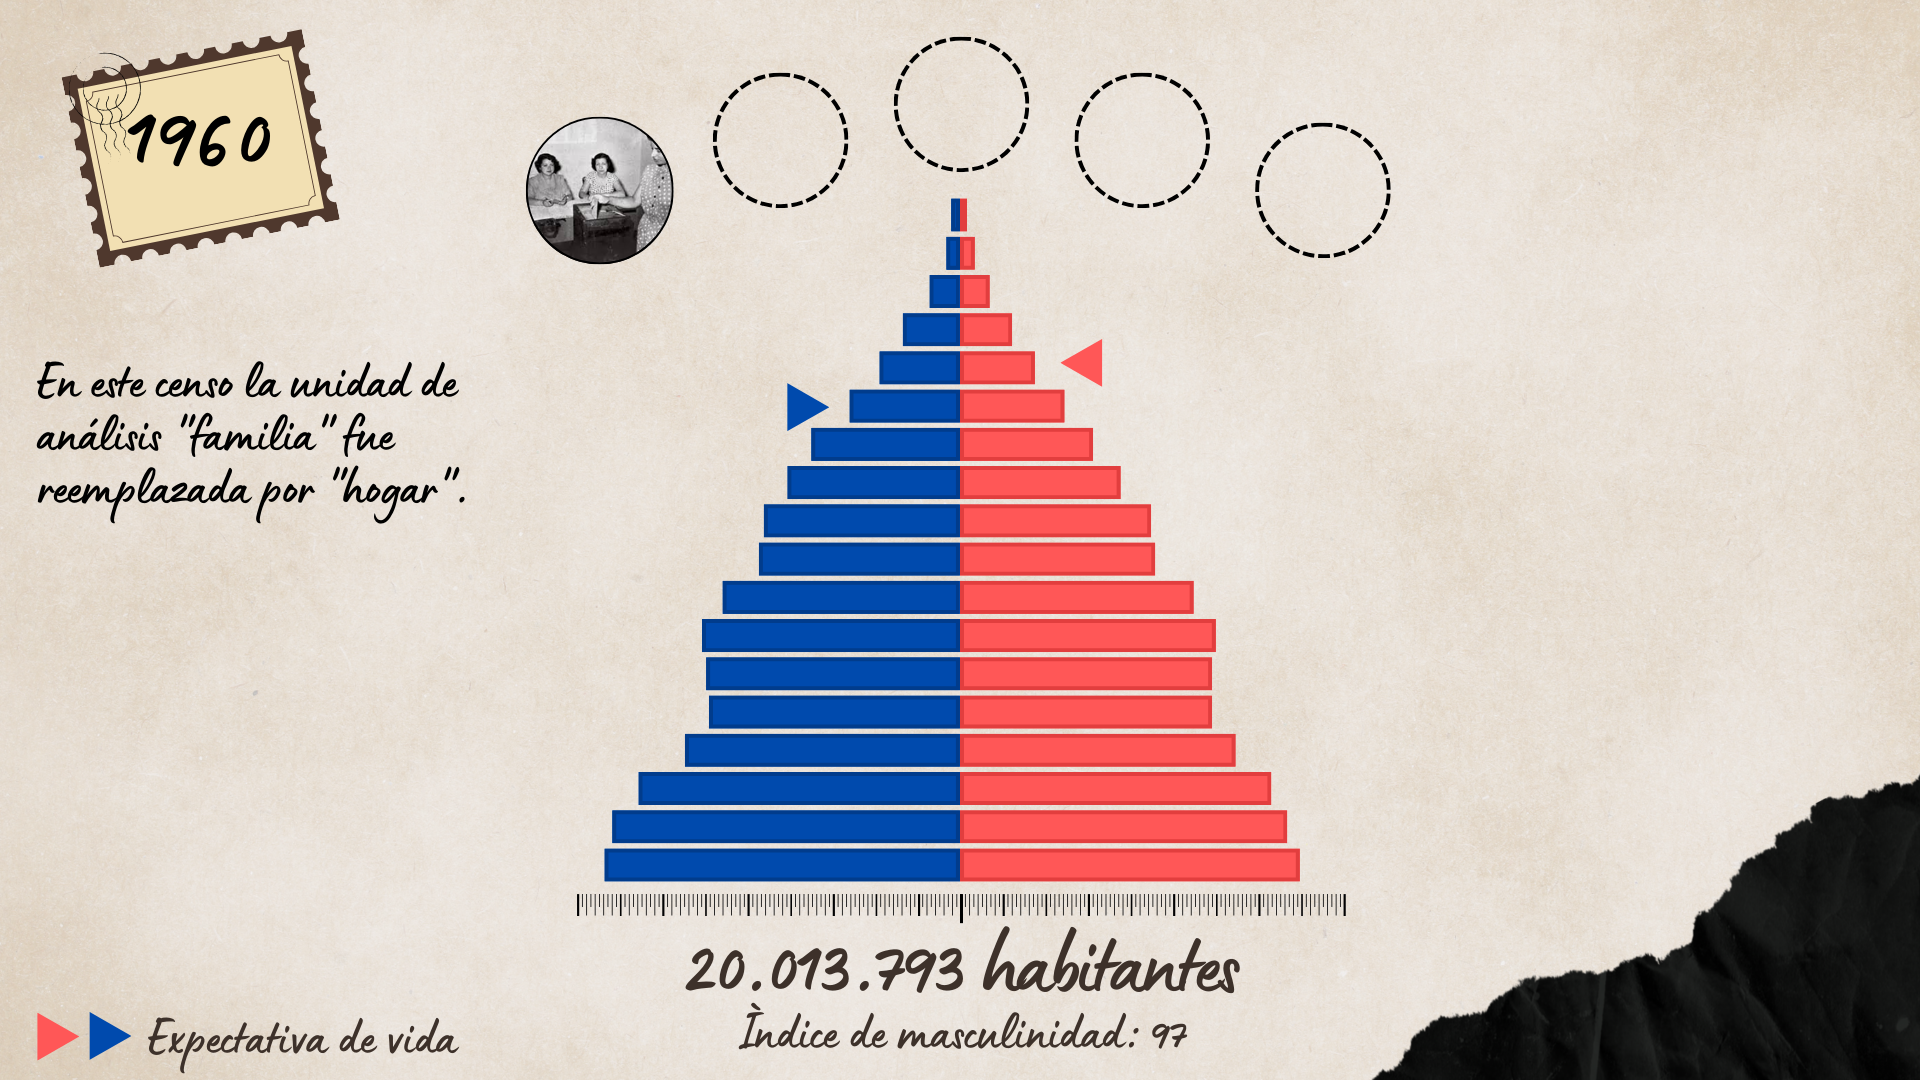 1960
En este censo la unidad de
análisis "familia" fue
reemplazada por "hogar".
20.013.793 habitantes
Ìndice de masculinidad: 97
Expectativa de vida